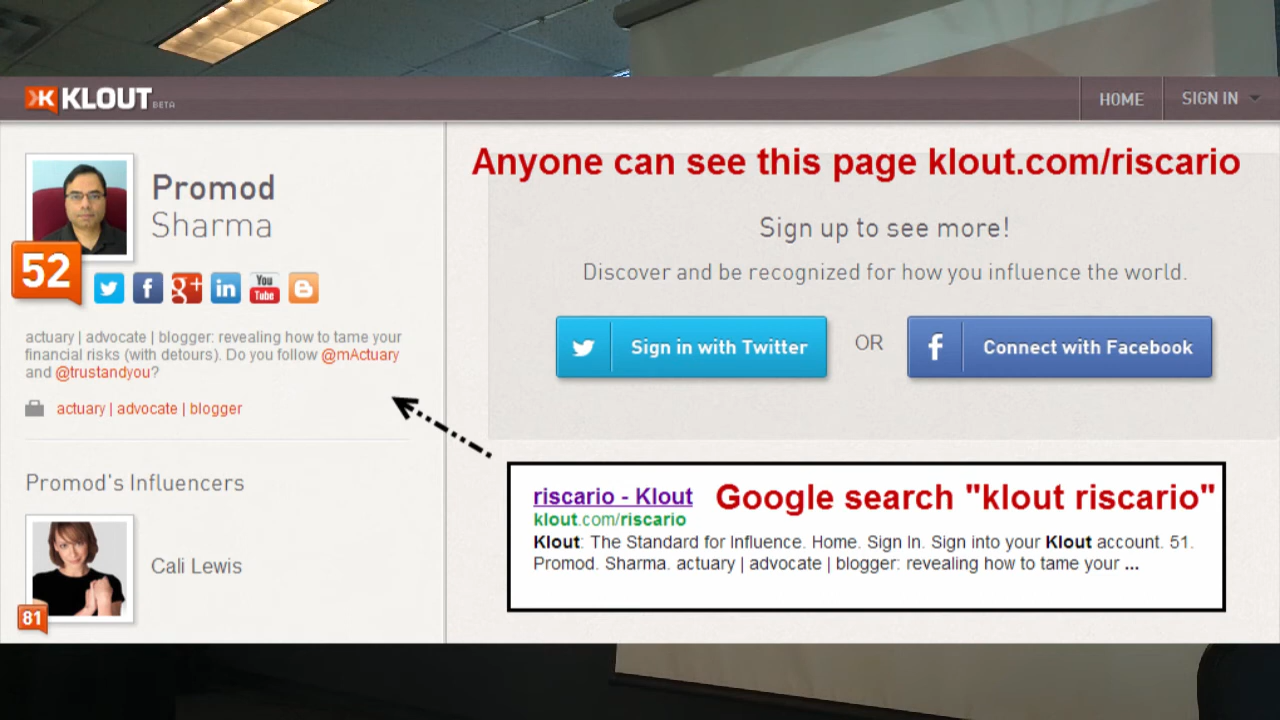 KLOUT BETA
HOME
SIGN IN
Promod
Sharma
52
g+
in
You
Tube
actuary | advocate | blogger: revealing how to tame your
financial risks (with detours). Do you follow @mActuary
and @trustandyou?
actuary | advocate | blogger
Promod's Influencers
Cali Lewis
81
Anyone can see this page klout.com/riscario
Sign up to see more!
Discover and be recognized for how you influence the world.
Sign in with Twitter
OR
Connect with Facebook
riscario - Klout Google search "klout riscario"
klout.com/riscario
Klout: The Standard for Influence. Home. Sign In. Sign into your Klout account. 51.
Promod. Sharma. actuary | advocate | blogger: revealing how to tame your ...